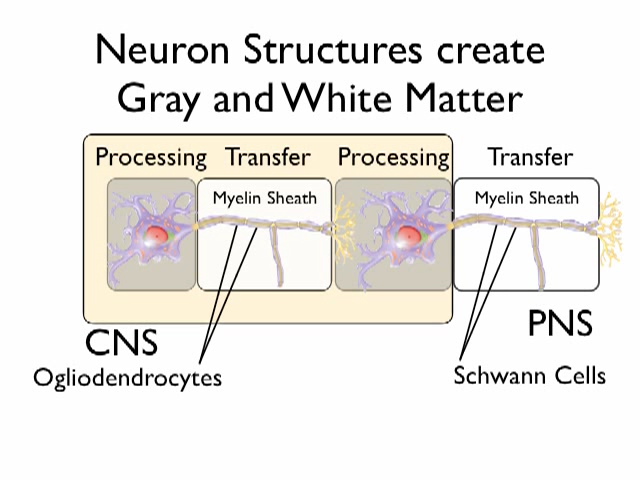 Neuron Structures create
Gray and White Matter
Processing Transfer Processing Transfer
Myelin Sheath Myelin Sheath
CNS PNS
Ogliodendrocytes Schwann Cells